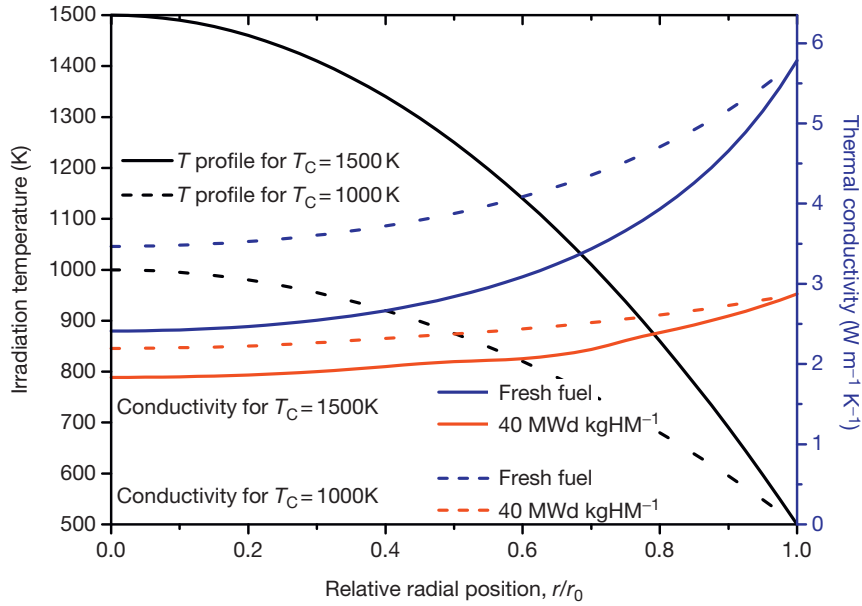 1500
1400
1300
1200
1100
1000
900
800
700
600
500
Irradiation temperature (K)
T profile for TC = 1500 K
T profile for TC = 1000 K
Conductivity for TC = 1500K
Fresh fuel
40 MWd kgHM−1
Conductivity for TC = 1000K
Fresh fuel
40 MWd kgHM−1
6
5
4
3
2
1
0
Thermal conductivity (W m−1 K−1)
0.0 0.2 0.4 0.6 0.8 1.0
Relative radial position, r/r0